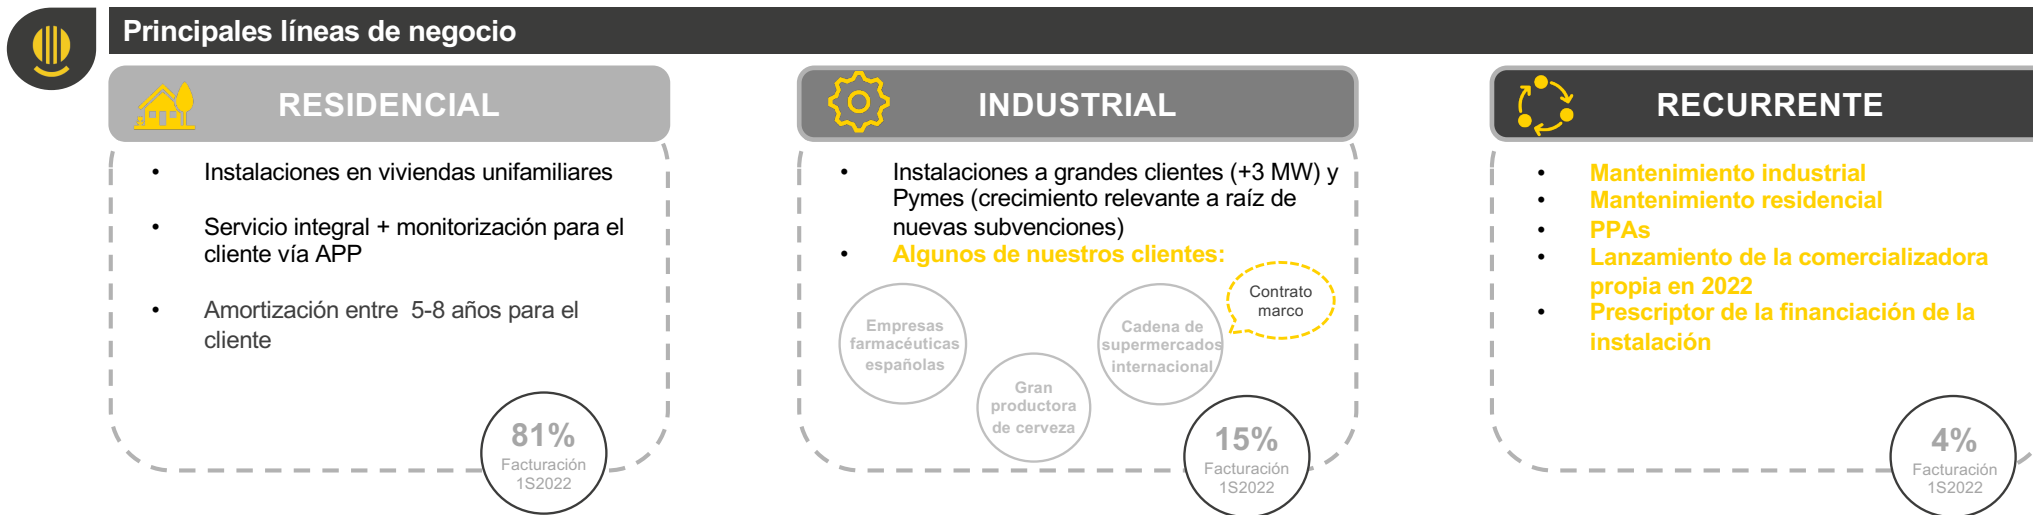 Principales líneas de negocio
RESIDENCIAL
• Instalaciones en viviendas unifamiliares
• Servicio integral + monitorización para el
cliente vía APP
• Amortización entre 5-8 años para el
cliente
81%
Facturación
1S2022
INDUSTRIAL
• Instalaciones a grandes clientes (+3 MW) y
Pymes (crecimiento relevante a raíz de
nuevas subvenciones)
• Algunos de nuestros clientes:
Empresas
farmacéuticas
españolas
Gran
productora
de cerveza
Cadena de
supermercados
internacional
Contrato
marco
15%
Facturación
1S2022
RECURRENTE
• Mantenimiento industrial
• Mantenimiento residencial
• PPAs
• Lanzamiento de la comercializadora
propia en 2022
• Prescriptor de la financiación de la
instalación
4%
Facturación
1S2022